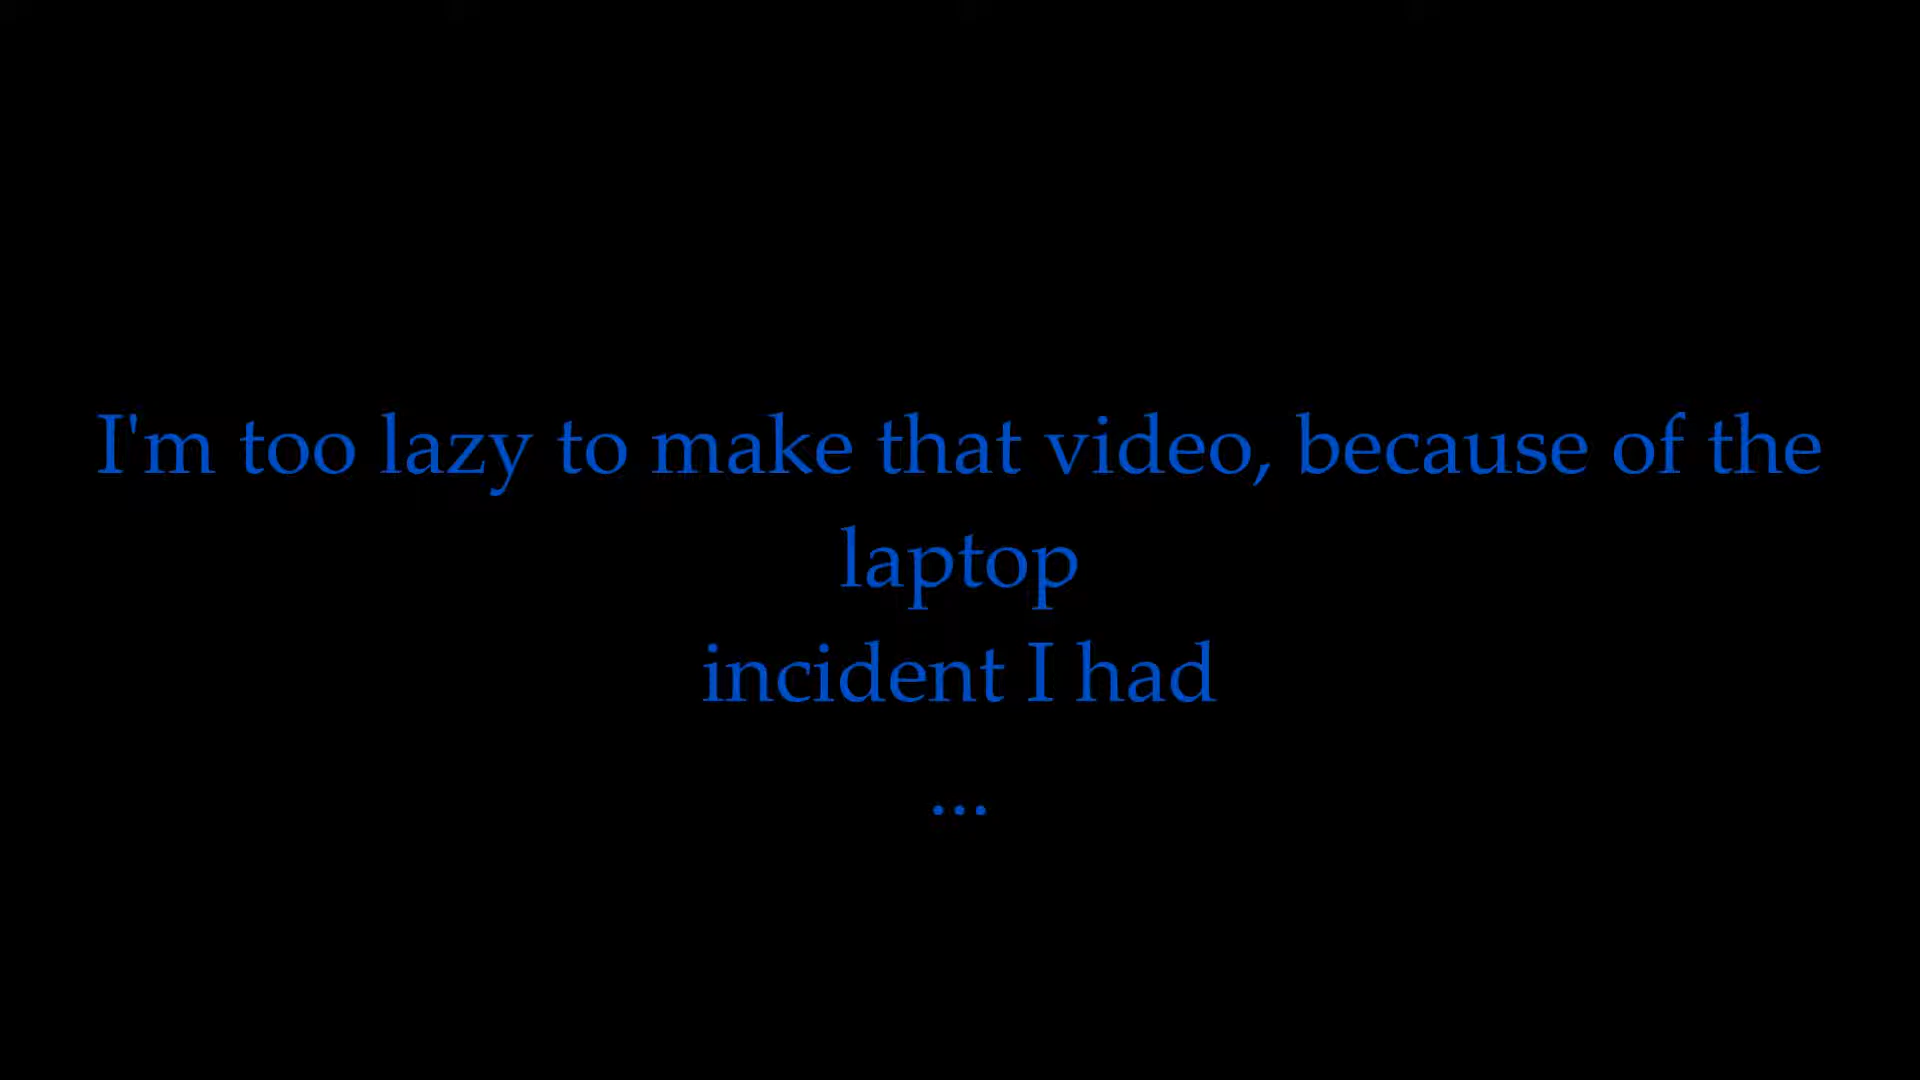 I'm too lazy to make that video, because of the
laptop
incident I had
...